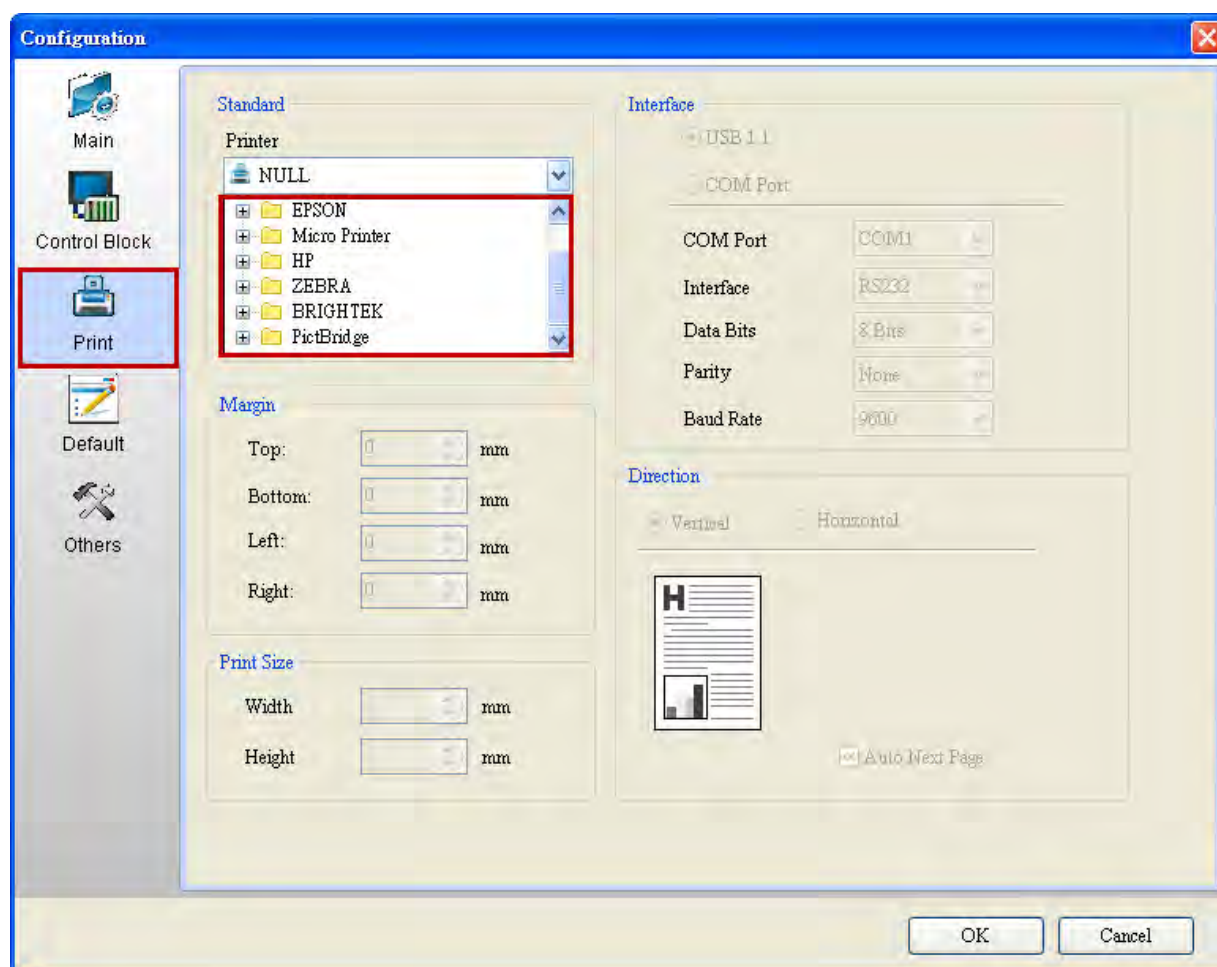 Configuration
Main
Control Block
Print
Default
Others
Standard
Printer
NULL
EPSON
Micro Printer
HP
ZEBRA
BRIGHTEK
PictBridge
Margin
Top: 0 mm
Bottom: 0 mm
Left: 0 mm
Right: 0 mm
Print Size
Width mm
Height mm
Interface
USB 1.1
COM Port
COM Port COM1
Interface RS232
Data Bits 8 Bits
Parity None
Baud Rate 9600
Direction
Vertical Horizontal
H
Auto Next Page
OK Cancel